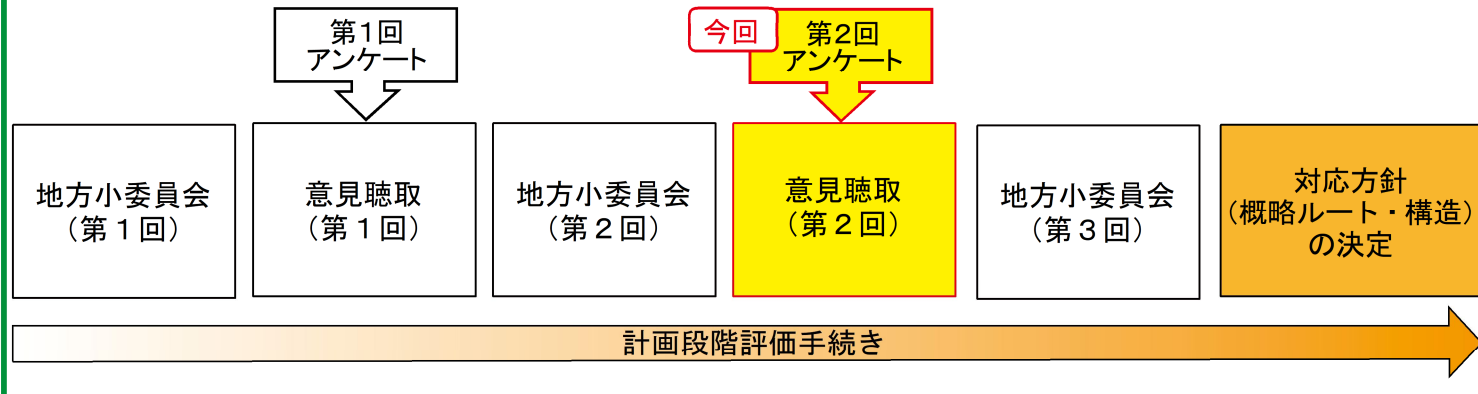 第1回
アンケート
今回
第2回
アンケート
地方小委員会
(第1回)
意見聴取
(第1回)
地方小委員会
(第2回)
意見聴取
(第2回)
地方小委員会
(第3回)
対応方針
(概略ルート・構造)
の決定
計画段階評価手続き